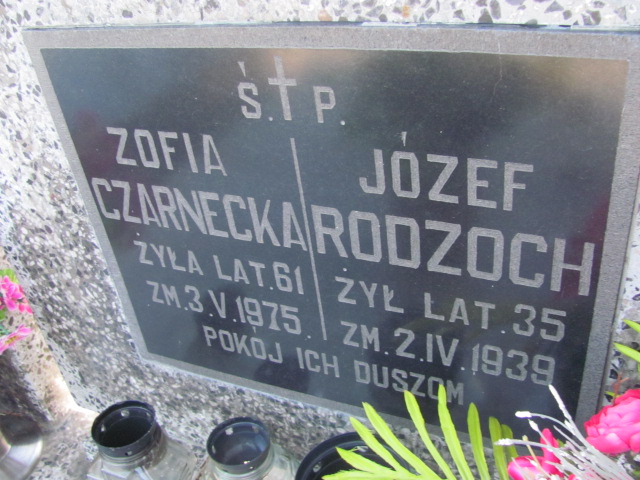 Ś.†P.
ZOFIA
CZARNECKA
ŻYŁA LAT.61
ZM.3.V.1975.
JÓZEF
RODZOCH
ŻYŁ LAT.35
ZM.2.IV.1939
POKÓJ ICH DUSZOM